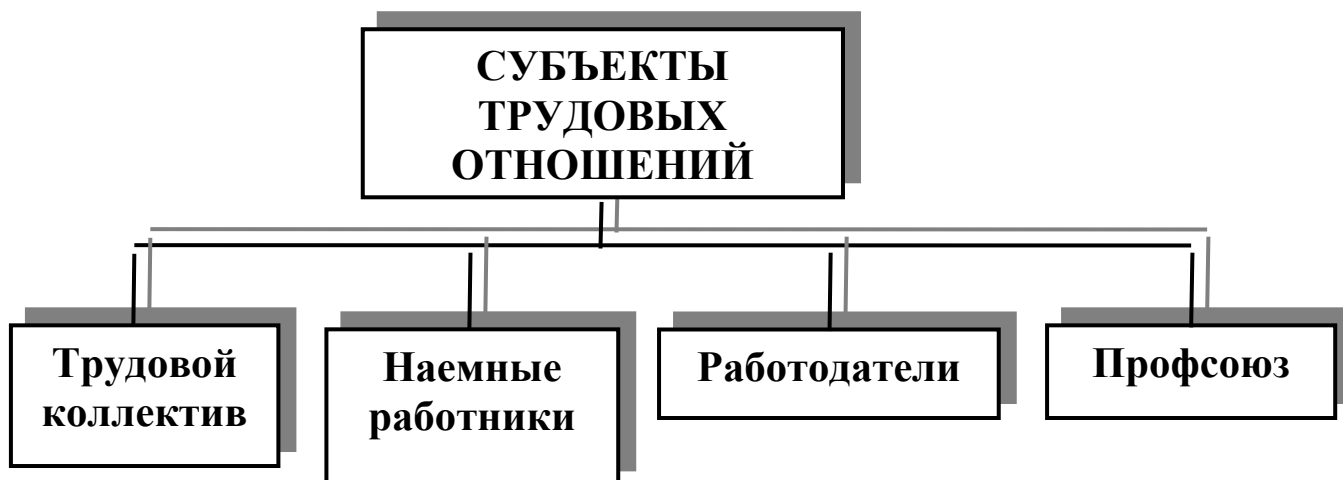 СУБЪЕКТЫ
ТРУДОВЫХ
ОТНОШЕНИЙ
Трудовой
коллектив
Наемные
работники
Работодатели
Профсоюз